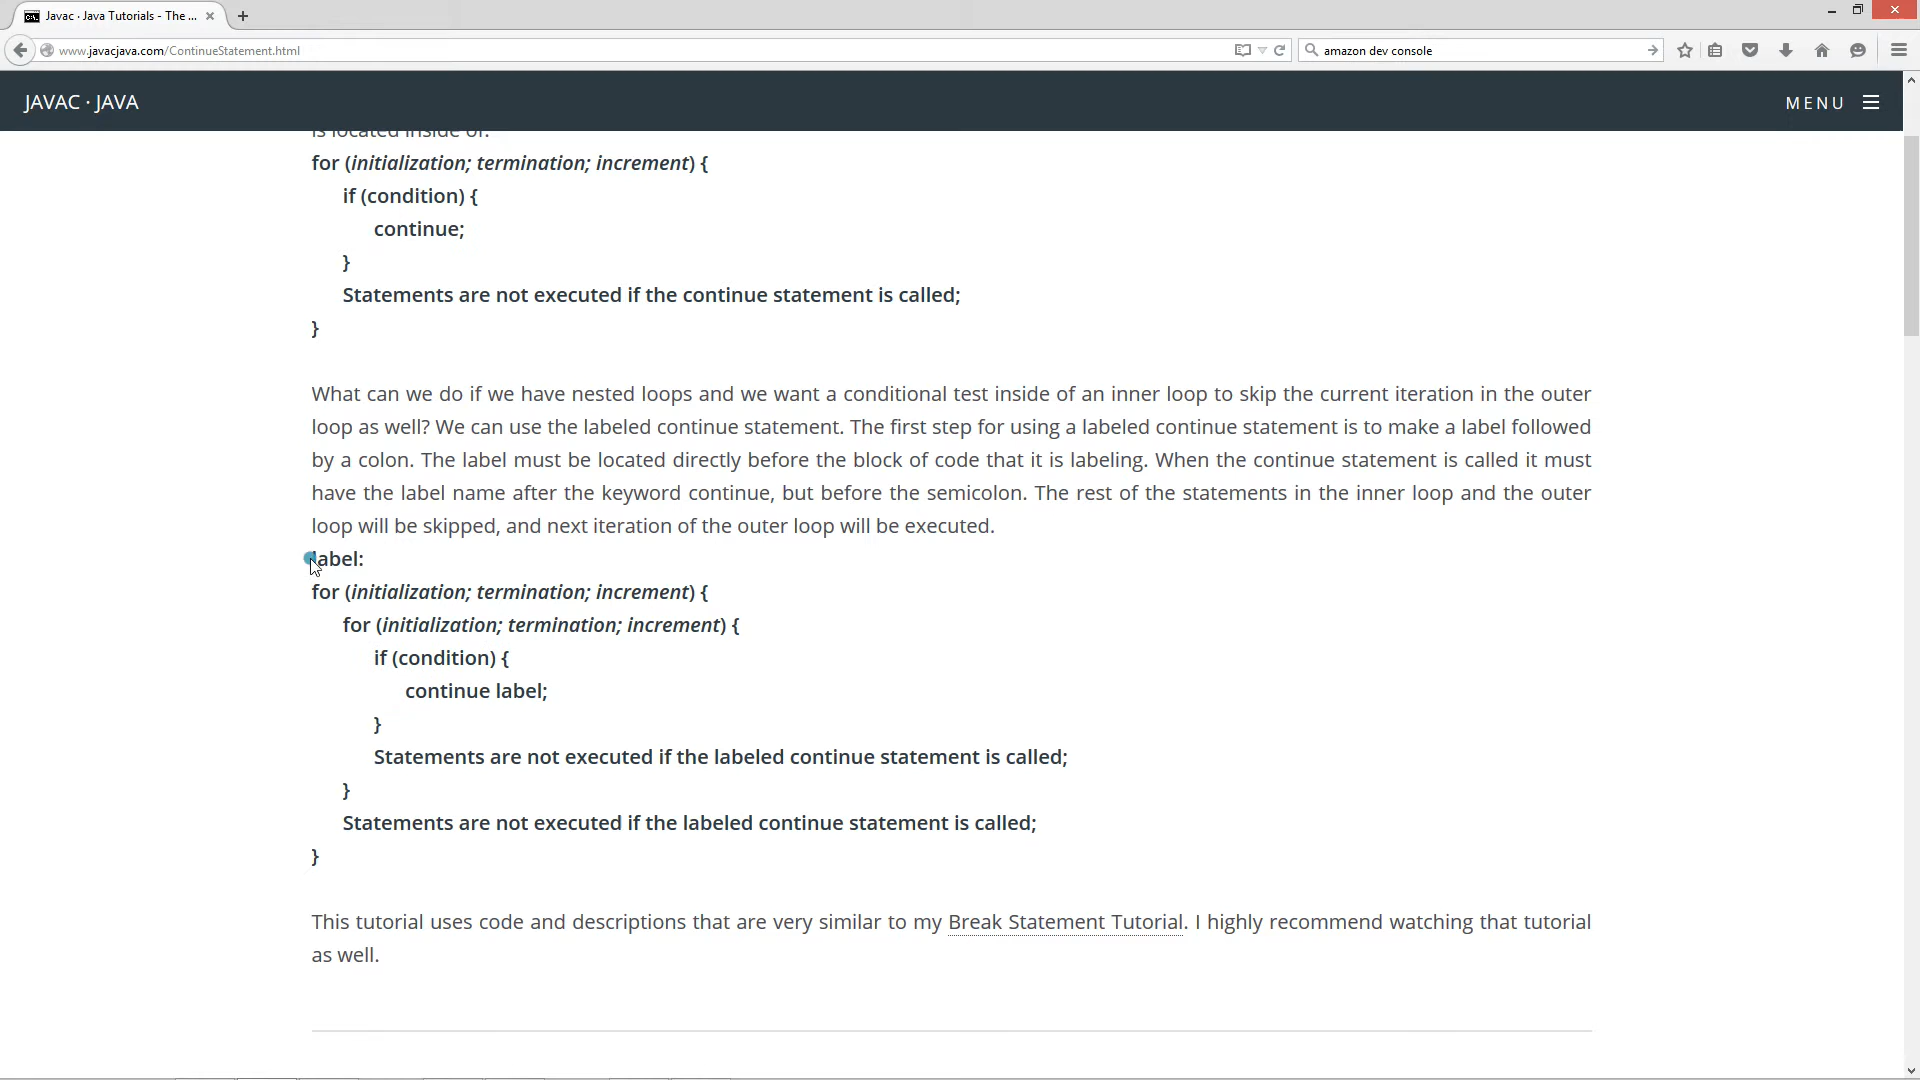 Javac · Java Tutorials - The ...
www.javacjava.com/ContinueStatement.html
amazon dev console
JAVAC · JAVA
MENU
is located inside of.
for (initialization; termination; increment) {
if (condition) {
continue;
}
Statements are not executed if the continue statement is called;
}
What can we do if we have nested loops and we want a conditional test inside of an inner loop to skip the current iteration in the outer
loop as well? We can use the labeled continue statement. The first step for using a labeled continue statement is to make a label followed
by a colon. The label must be located directly before the block of code that it is labeling. When the continue statement is called it must
have the label name after the keyword continue, but before the semicolon. The rest of the statements in the inner loop and the outer
loop will be skipped, and next iteration of the outer loop will be executed.
label:
for (initialization; termination; increment) {
for (initialization; termination; increment) {
if (condition) {
continue label;
}
Statements are not executed if the labeled continue statement is called;
}
Statements are not executed if the labeled continue statement is called;
}
This tutorial uses code and descriptions that are very similar to my Break Statement Tutorial. I highly recommend watching that tutorial
as well.